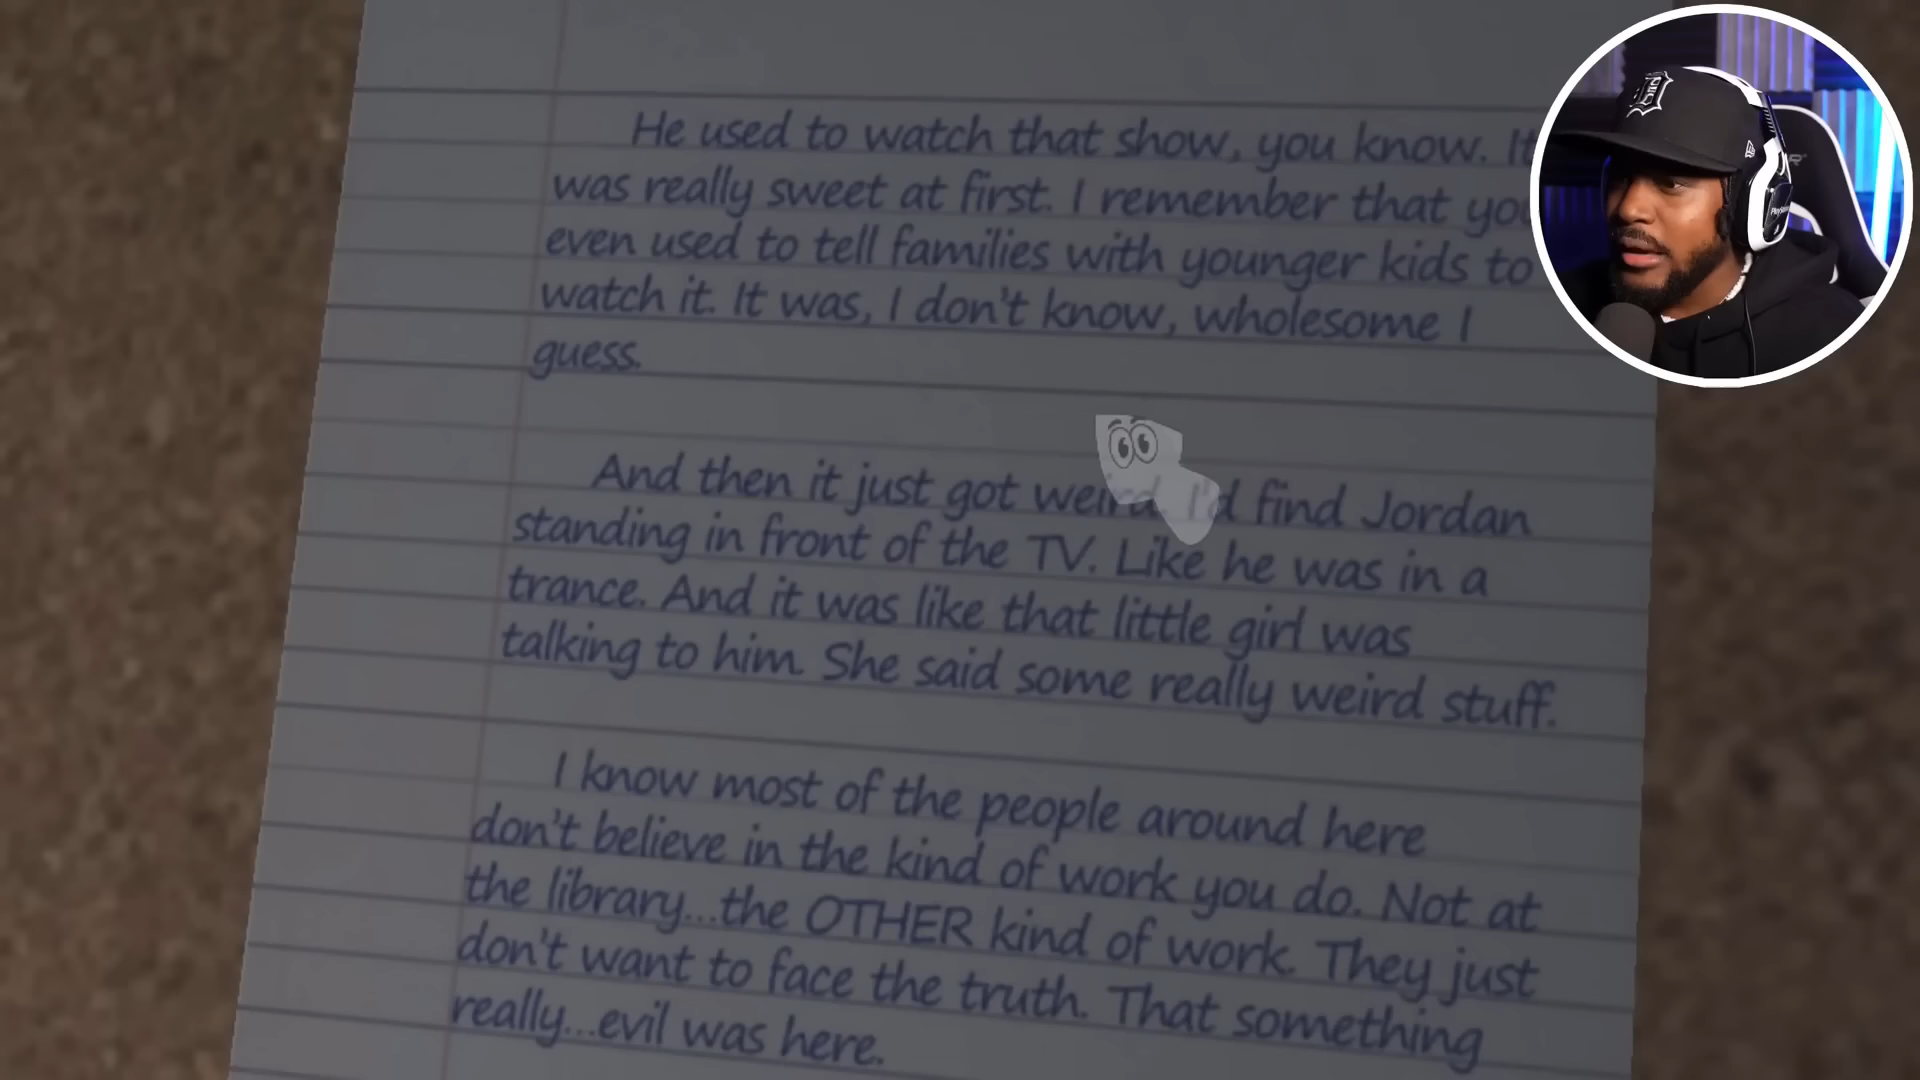 He used to watch that show, you know. It
was really sweet at first. I remember that you
even used to tell families with younger kids to
watch it. It was, I don't know, wholesome I
guess.
And then it just got weird. I'd find Jordan
standing in front of the TV. Like he was in a
trance. And it was like that little girl was
talking to him. She said some really weird stuff.
I know most of the people around here
don't believe in the kind of work you do. Not at
the library...the OTHER kind of work. They just
don't want to face the truth. That something
really...evil was here.